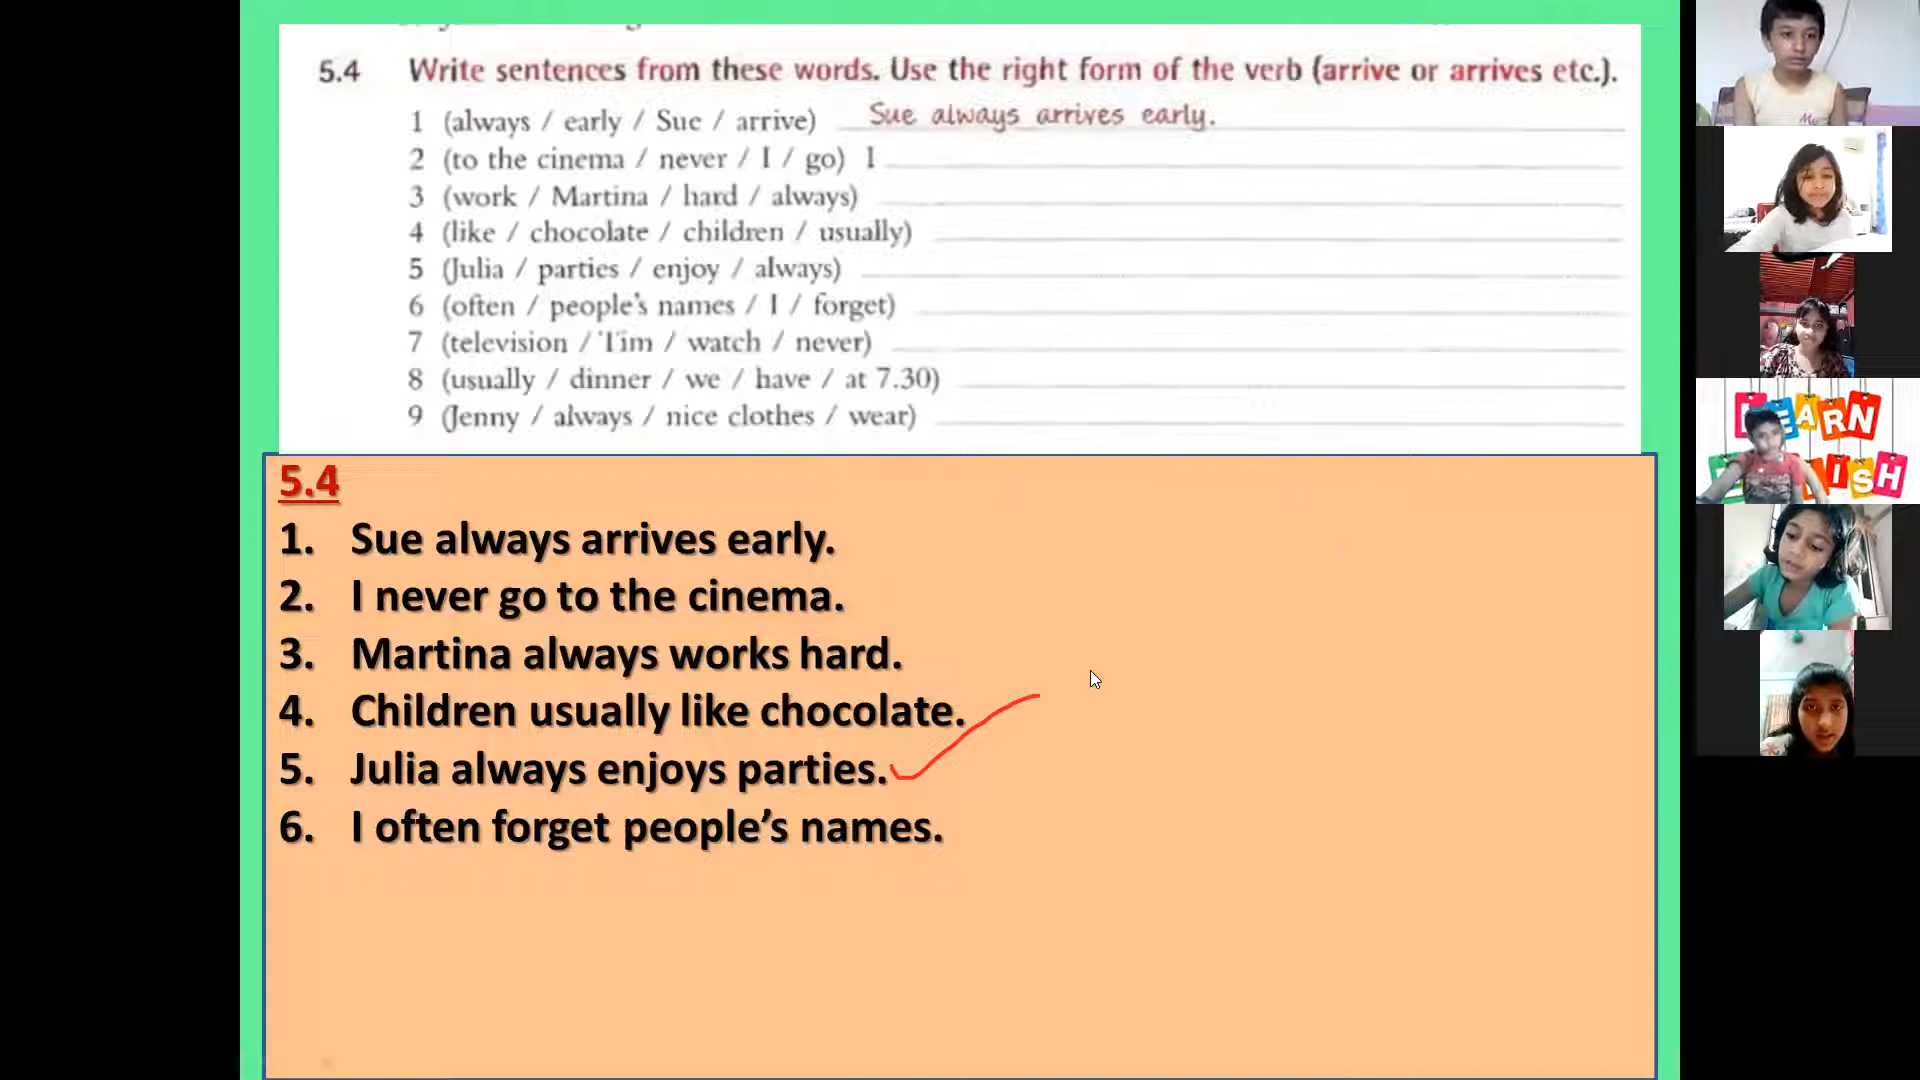 5.4 Write sentences from these words. Use the right form of the verb (arrive or arrives etc.).
1 (always / early / Sue / arrive) Sue always arrives early.
2 (to the cinema / never / I / go) I
3 (work / Martina / hard / always)
4 (like / chocolate / children / usually)
5 (Julia / parties / enjoy / always)
6 (often / people's names / I / forget)
7 (television / Tim / watch / never)
8 (usually / dinner / we / have / at 7.30)
9 (Jenny / always / nice clothes / wear)
5.4
1. Sue always arrives early.
2. I never go to the cinema.
3. Martina always works hard.
4. Children usually like chocolate.
5. Julia always enjoys parties.
6. I often forget people’s names.